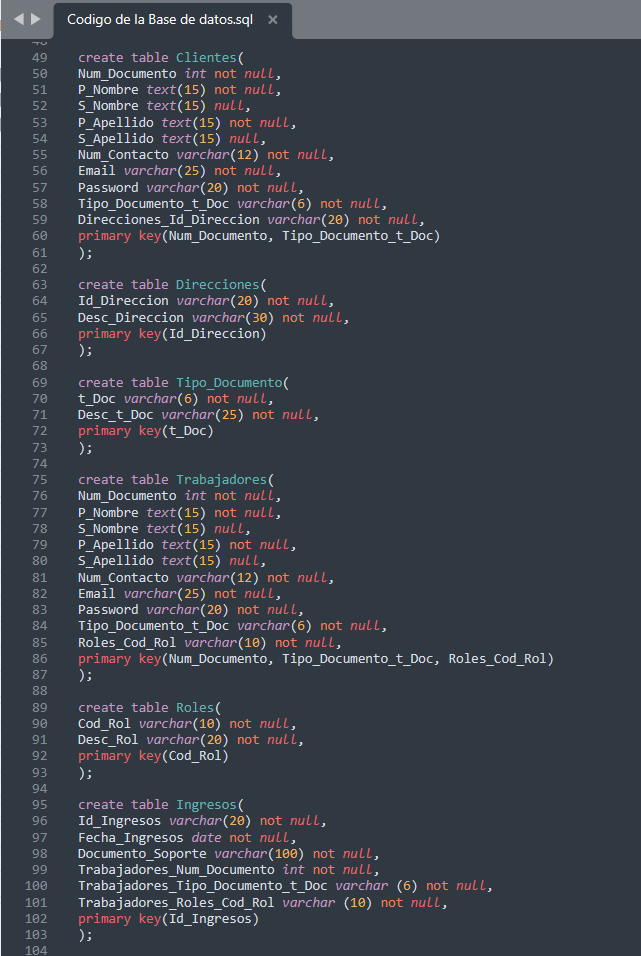 Codigo de la Base de datos.sql
49 create table Clientes(
50 Num_Documento int not null,
51 P_Nombre text(15) not null,
52 S_Nombre text(15) null,
53 P_Apellido text(15) not null,
54 S_Apellido text(15) null,
55 Num_Contacto varchar(12) not null,
56 Email varchar(25) not null,
57 Password varchar(20) not null,
58 Tipo_Documento_t_Doc varchar(6) not null,
59 Direcciones_Id_Direccion varchar(20) not null,
60 primary key(Num_Documento, Tipo_Documento_t_Doc)
61 );
62
63 create table Direcciones(
64 Id_Direccion varchar(20) not null,
65 Desc_Direccion varchar(30) not null,
66 primary key(Id_Direccion)
67 );
68
69 create table Tipo_Documento(
70 t_Doc varchar(6) not null,
71 Desc_t_Doc varchar(25) not null,
72 primary key(t_Doc)
73 );
74
75 create table Trabajadores(
76 Num_Documento int not null,
77 P_Nombre text(15) not null,
78 S_Nombre text(15) null,
79 P_Apellido text(15) not null,
80 S_Apellido text(15) null,
81 Num_Contacto varchar(12) not null,
82 Email varchar(25) not null,
83 Password varchar(20) not null,
84 Tipo_Documento_t_Doc varchar(6) not null,
85 Roles_Cod_Rol varchar(10) not null,
86 primary key(Num_Documento, Tipo_Documento_t_Doc, Roles_Cod_Rol)
87 );
88
89 create table Roles(
90 Cod_Rol varchar(10) not null,
91 Desc_Rol varchar(20) not null,
92 primary key(Cod_Rol)
93 );
94
95 create table Ingresos(
96 Id_Ingresos varchar(20) not null,
97 Fecha_Ingresos date not null,
98 Documento_Soporte varchar(100) not null,
99 Trabajadores_Num_Documento int not null,
100 Trabajadores_Tipo_Documento_t_Doc varchar (6) not null,
101 Trabajadores_Roles_Cod_Rol varchar (10) not null,
102 primary key(Id_Ingresos)
103 );
104